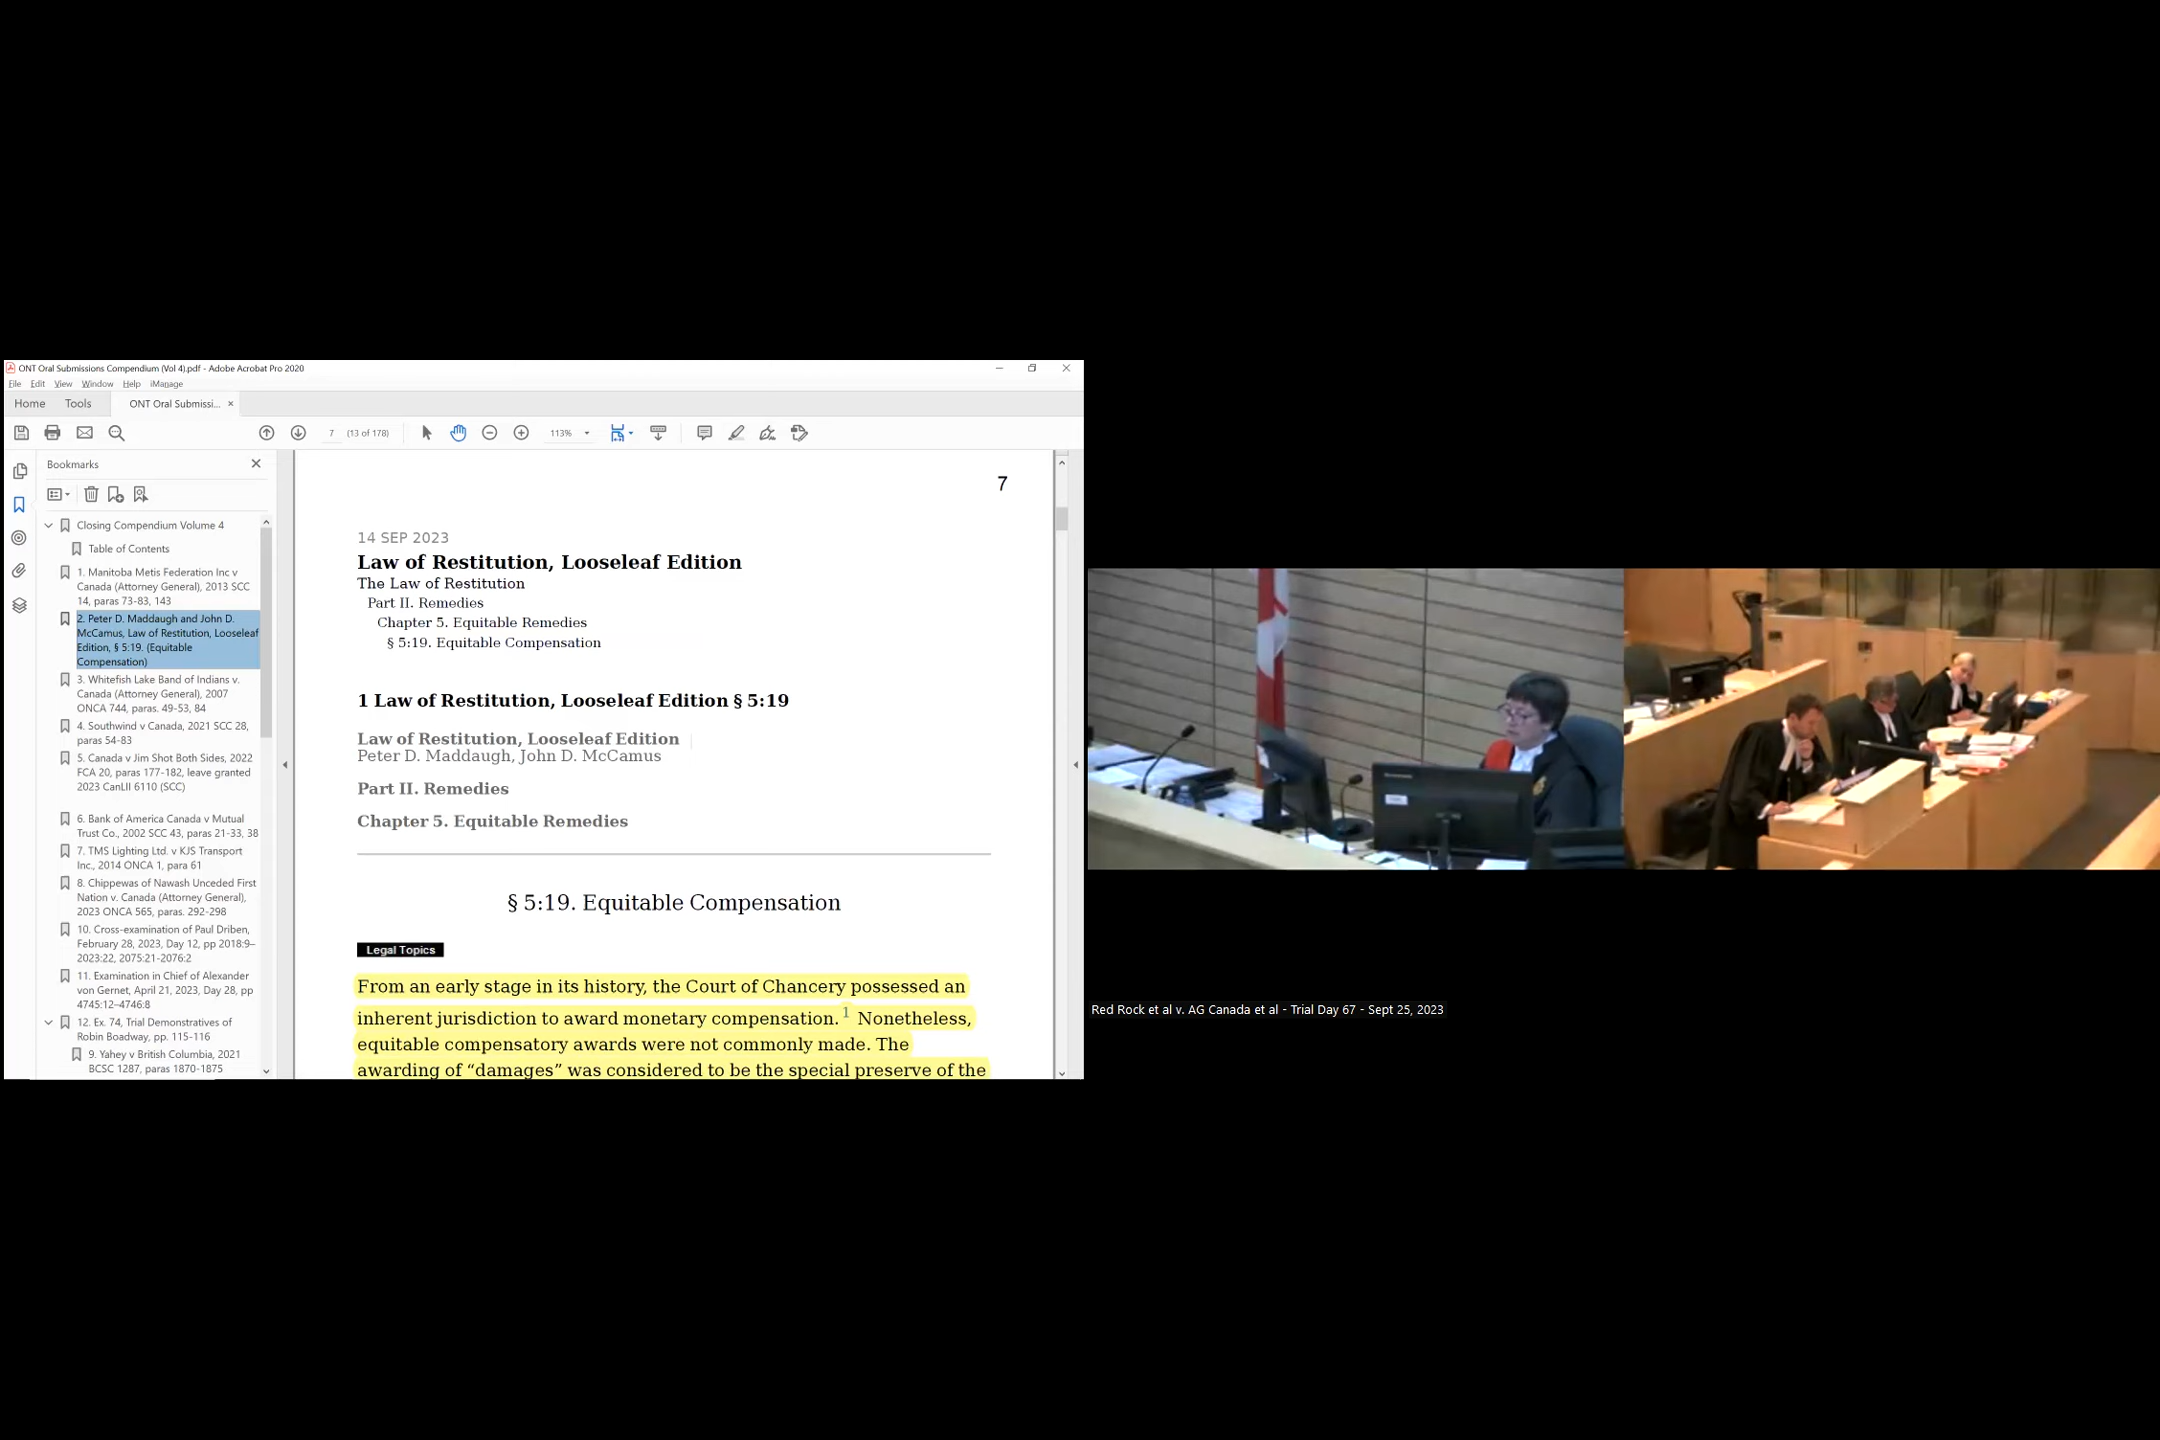 ONT Oral Submissions Compendium (Vol 4).pdf - Adobe Acrobat Pro 2020
File Edit View Window Help iManage
Home Tools ONT Oral Submissi... ×
7 (13 of 178) 113%
Bookmarks
Closing Compendium Volume 4
Table of Contents
1. Manitoba Metis Federation Inc v
Canada (Attorney General), 2013 SCC
14, paras 73-83, 143
2. Peter D. Maddaugh and John D.
McCamus, Law of Restitution, Looseleaf
Edition, § 5:19. (Equitable
Compensation)
3. Whitefish Lake Band of Indians v.
Canada (Attorney General), 2007
ONCA 744, paras. 49-53, 84
4. Southwind v Canada, 2021 SCC 28,
paras 54-83
5. Canada v Jim Shot Both Sides, 2022
FCA 20, paras 177-182, leave granted
2023 CanLII 6110 (SCC)
6. Bank of America Canada v Mutual
Trust Co., 2002 SCC 43, paras 21-33, 38
7. TMS Lighting Ltd. v KJS Transport
Inc., 2014 ONCA 1, para 61
8. Chippewas of Nawash Unceded First
Nation v. Canada (Attorney General),
2023 ONCA 565, paras. 292-298
10. Cross-examination of Paul Driben,
February 28, 2023, Day 12, pp 2018:9–
2023:22, 2075:21-2076:2
11. Examination in Chief of Alexander
von Gernet, April 21, 2023, Day 28, pp
4745:12–4746:8
12. Ex. 74, Trial Demonstratives of
Robin Boadway, pp. 115-116
9. Yahey v British Columbia, 2021
BCSC 1287, paras 1870-1875
7
14 SEP 2023
Law of Restitution, Looseleaf Edition
The Law of Restitution
Part II. Remedies
Chapter 5. Equitable Remedies
§ 5:19. Equitable Compensation
1 Law of Restitution, Looseleaf Edition § 5:19
Law of Restitution, Looseleaf Edition
Peter D. Maddaugh, John D. McCamus
Part II. Remedies
Chapter 5. Equitable Remedies
§ 5:19. Equitable Compensation
Legal Topics
From an early stage in its history, the Court of Chancery possessed an
inherent jurisdiction to award monetary compensation.1 Nonetheless,
equitable compensatory awards were not commonly made. The
awarding of “damages” was considered to be the special preserve of the
Red Rock et al v. AG Canada et al - Trial Day 67 - Sept 25, 2023